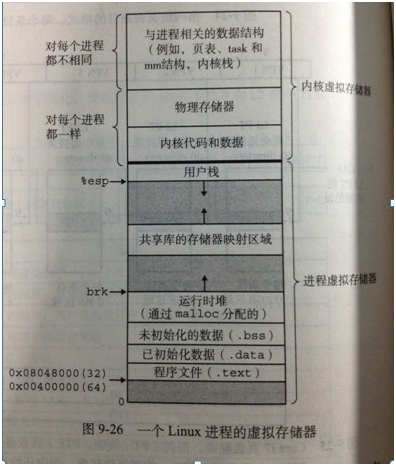 对每个进程
都不相同
与进程相关的数据结构
(例如, 页表、task 和
mm结构, 内核栈)
内核虚拟存储器
对每个进程
都一样
物理存储器
内核代码和数据
用户栈
%esp
共享库的存储器映射区域
进程虚拟存储器
brk
运行时堆
(通过 malloc 分配的)
未初始化的数据 (.bss)
已初始化数据 (.data)
程序文件 (.text)
0x08048000(32)
0x00400000(64)
0
图 9-26 一个 Linux 进程的虚拟存储器